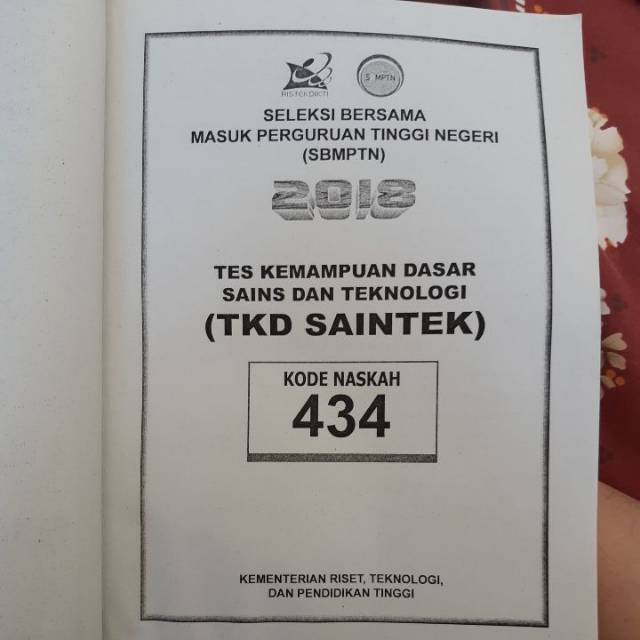 RISTEKDIKTI
SBMPTN
SELEKSI BERSAMA
MASUK PERGURUAN TINGGI NEGERI
(SBMPTN)
2018
TES KEMAMPUAN DASAR
SAINS DAN TEKNOLOGI
(TKD SAINTEK)
KODE NASKAH
434
KEMENTERIAN RISET, TEKNOLOGI,
DAN PENDIDIKAN TINGGI